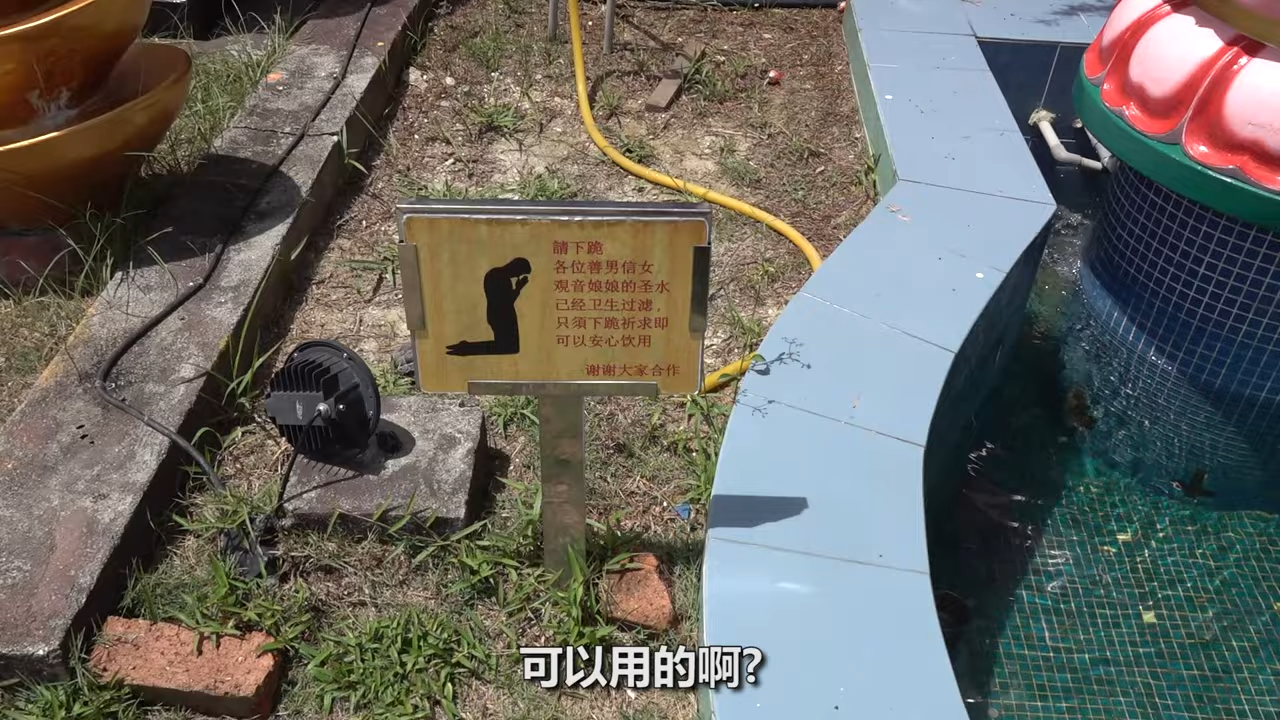 請下跪
各位善男信女
观音娘娘的圣水
己经卫生过滤，
只須下跪祈求即
可以安心饮用
谢谢大家合作
可以用的啊?